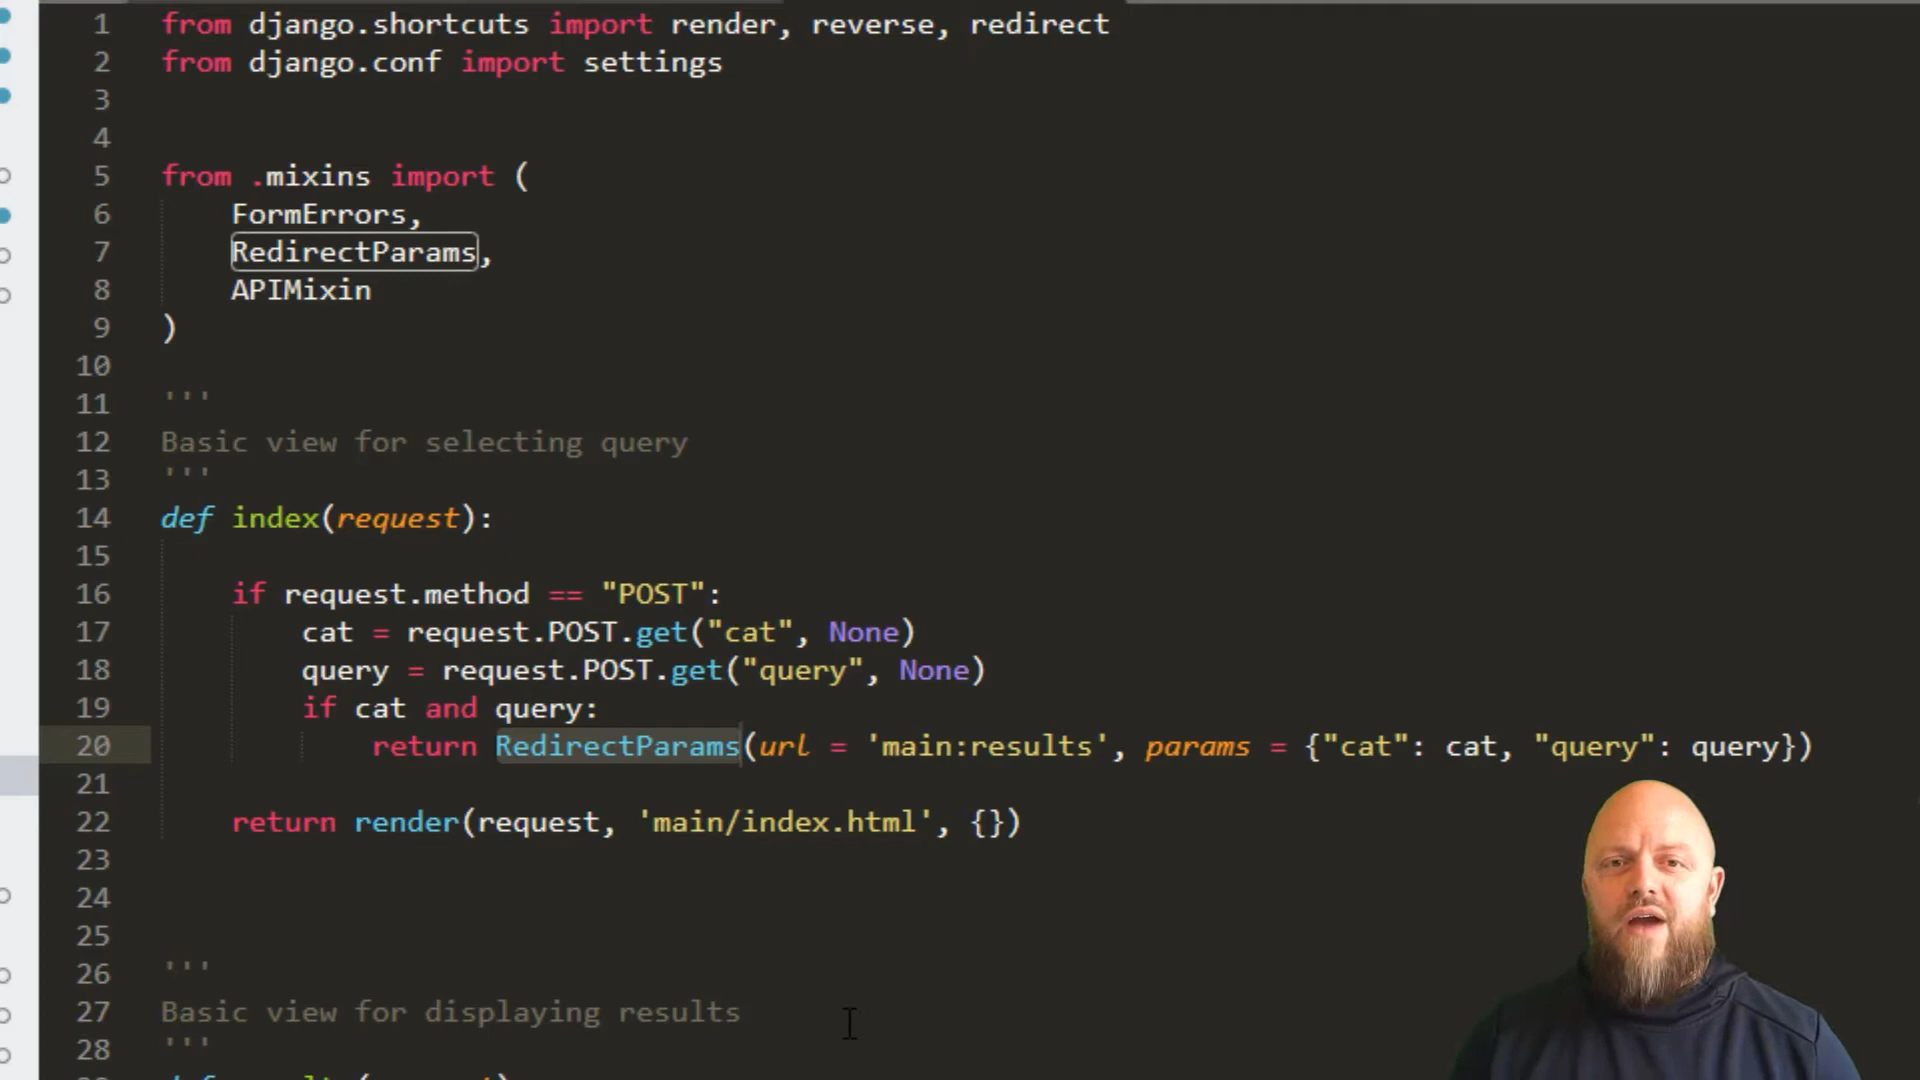 1 from django.shortcuts import render, reverse, redirect
2 from django.conf import settings
3
4
5 from .mixins import (
6 FormErrors,
7 RedirectParams,
8 APIMixin
9 )
10
11 '''
12 Basic view for selecting query
13 '''
14 def index(request):
15
16 if request.method == "POST":
17 cat = request.POST.get("cat", None)
18 query = request.POST.get("query", None)
19 if cat and query:
20 return RedirectParams(url = 'main:results', params = {"cat": cat, "query": query})
21
22 return render(request, 'main/index.html', {})
23
24
25
26 '''
27 Basic view for displaying results
28 '''